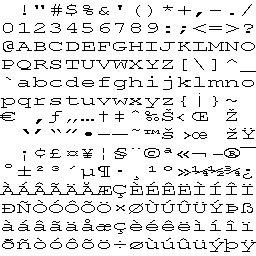 !"#$%&'()*+,-./
0123456789:;<=>?
@ABCDEFGHIJKLMNO
PQRSTUVWXYZ[\]^_
`abcdefghijklmno
pqrstuvwxyz{|}~
€ ‚ƒ„…†‡ˆ‰Š‹Œ Ž
‘’“”•–—˜™š›œ žŸ
¡¢£¤¥¦§¨©ª«¬-®¯
°±²³´µ¶·¸¹º»¼½¾¿
ÀÁÂÃÄÅÆÇÈÉÊËÌÍÎÏ
ÐÑÒÓÔÕÖ×ØÙÚÛÜÝÞß
àáâãäåæçèéêëìíîï
ðñòóôõö÷øùúûüýþÿ